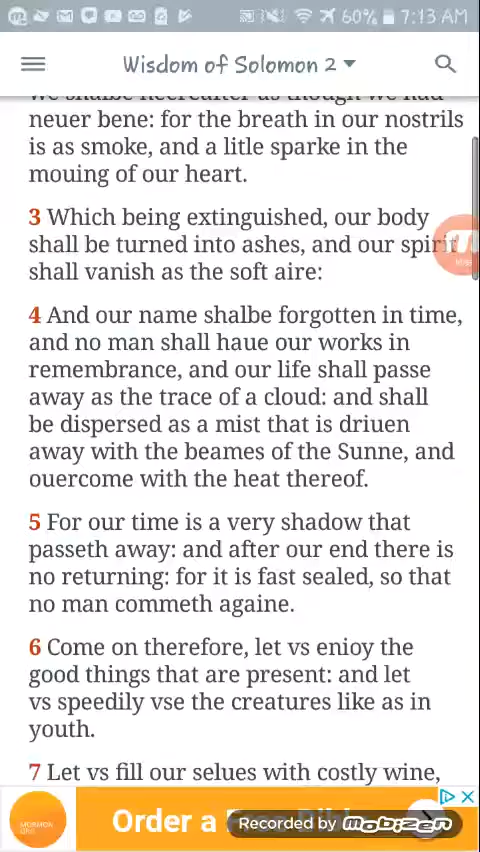 60% 7:13 AM
Wisdom of Solomon 2
we shalbe heereafter as though we had
neuer bene: for the breath in our nostrils
is as smoke, and a litle sparke in the
mouing of our heart.
3 Which being extinguished, our body
shall be turned into ashes, and our spirit
shall vanish as the soft aire:
4 And our name shalbe forgotten in time,
and no man shall haue our works in
remembrance, and our life shall passe
away as the trace of a cloud: and shall
be dispersed as a mist that is driuen
away with the beames of the Sunne, and
ouercome with the heat thereof.
5 For our time is a very shadow that
passeth away: and after our end there is
no returning: for it is fast sealed, so that
no man commeth againe.
6 Come on therefore, let vs enioy the
good things that are present: and let
vs speedily vse the creatures like as in
youth.
7 Let vs fill our selues with costly wine,
MORMON
Order a
Recorded by mobizen